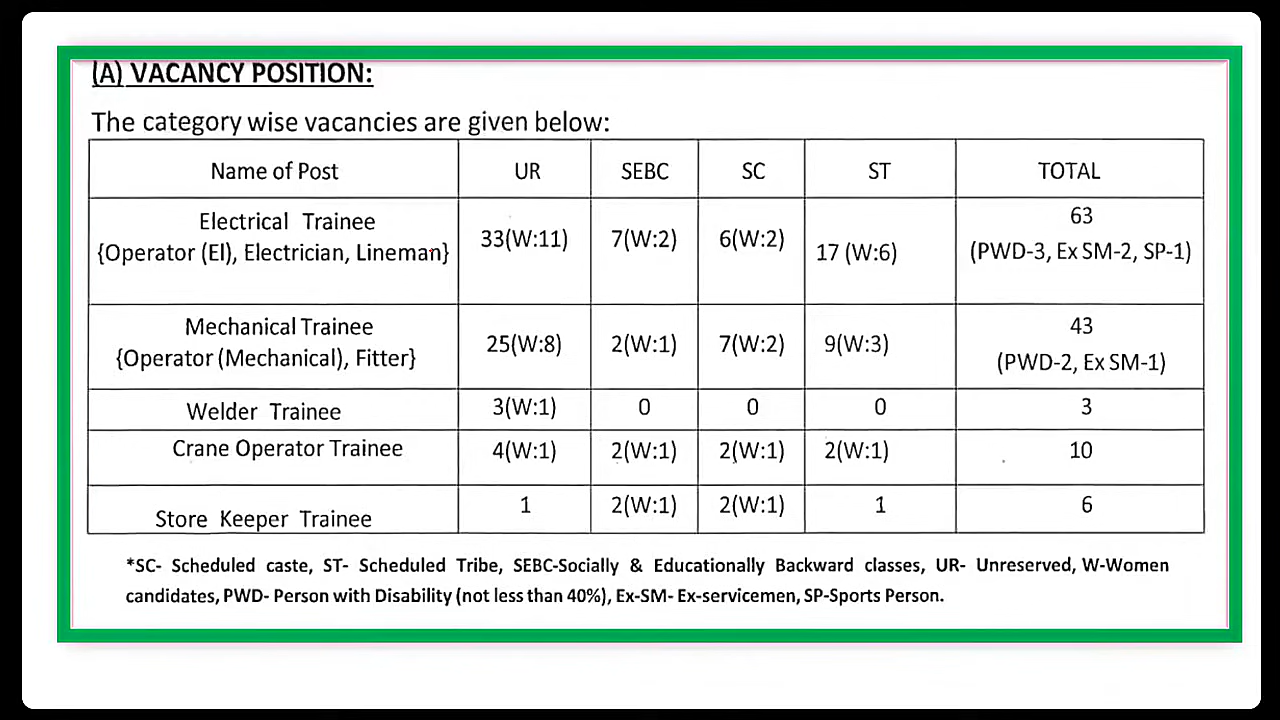 (A) VACANCY POSITION:
The category wise vacancies are given below:
Name of Post UR SEBC SC ST TOTAL
Electrical Trainee
{Operator (El), Electrician, Lineman} 33(W:11) 7(W:2) 6(W:2) 17 (W:6) 63
(PWD-3, Ex SM-2, SP-1)
Mechanical Trainee
{Operator (Mechanical), Fitter} 25(W:8) 2(W:1) 7(W:2) 9(W:3) 43
(PWD-2, Ex SM-1)
Welder Trainee 3(W:1) 0 0 0 3
Crane Operator Trainee 4(W:1) 2(W:1) 2(W:1) 2(W:1) 10
Store Keeper Trainee 1 2(W:1) 2(W:1) 1 6
*SC- Scheduled caste, ST- Scheduled Tribe, SEBC-Socially & Educationally Backward classes, UR- Unreserved, W-Women
candidates, PWD- Person with Disability (not less than 40%), Ex-SM- Ex-servicemen, SP-Sports Person.